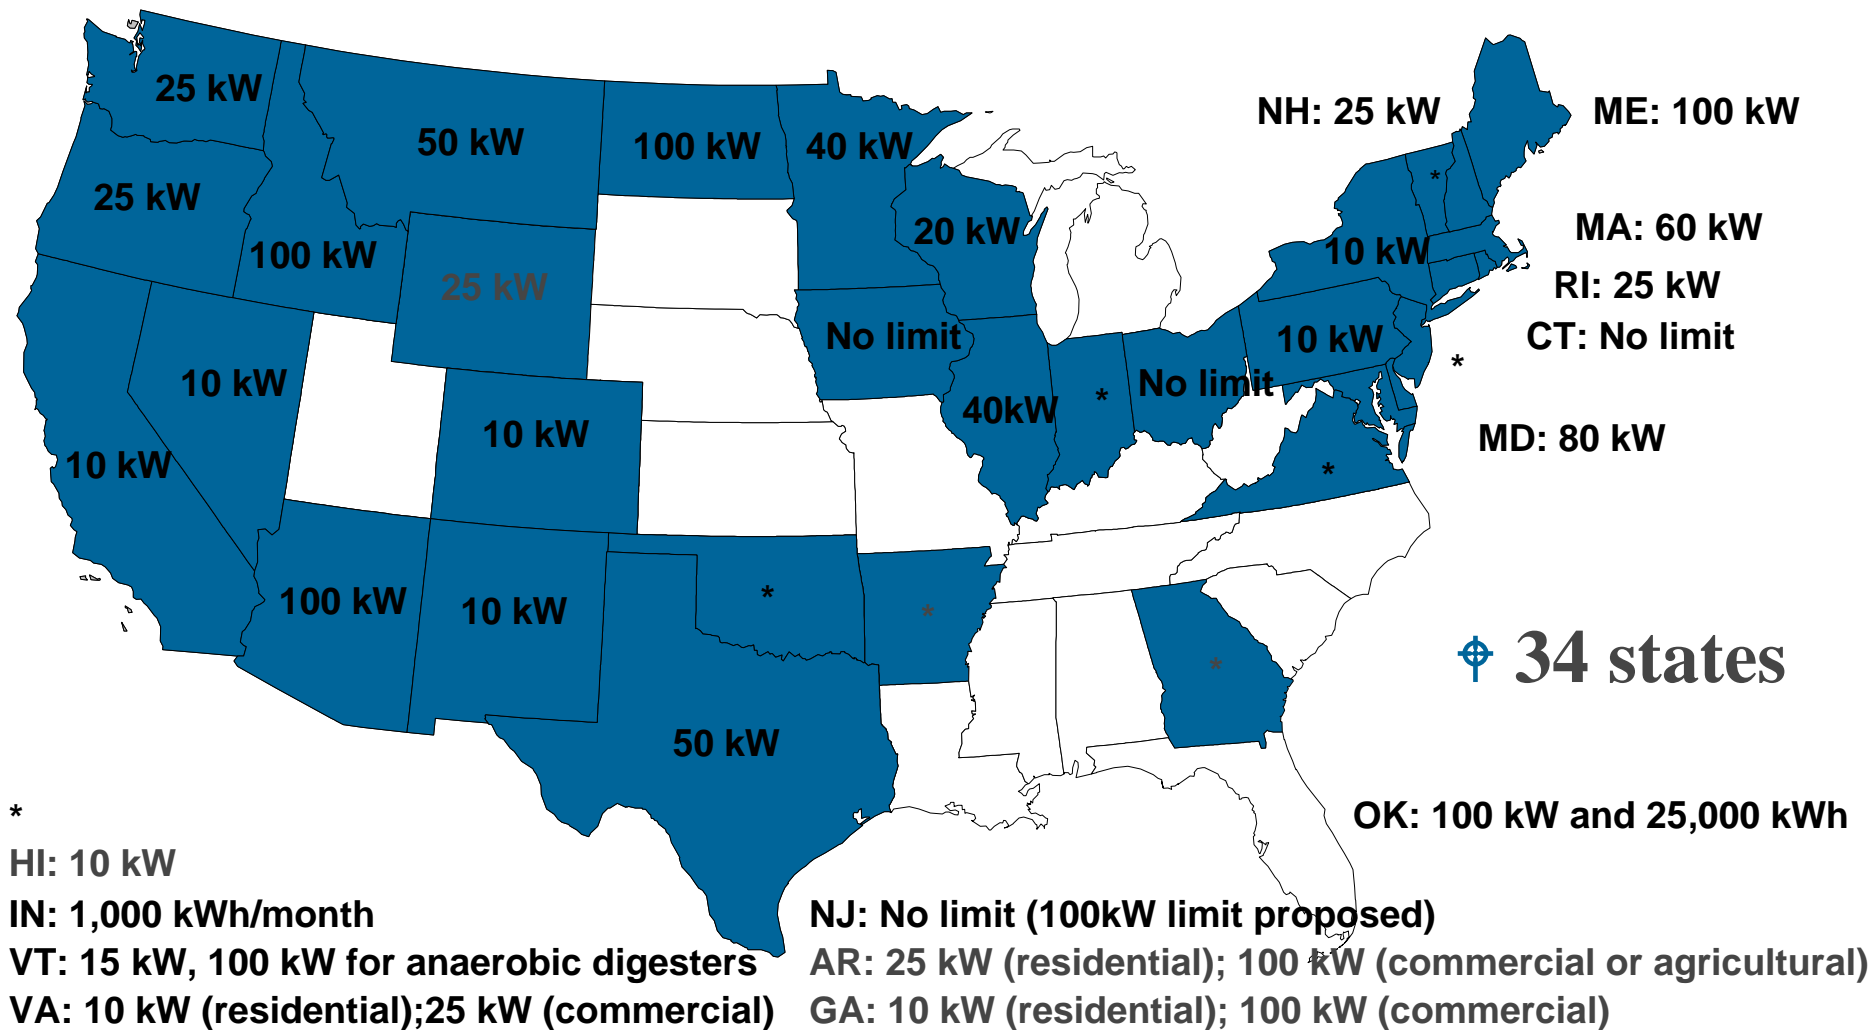 25 kW
NH: 25 kW
ME: 100 kW
50 kW
100 kW
40 kW
25 kW
*
20 kW
MA: 60 kW
100 kW
10 kW
25 kW
RI: 25 kW
No limit
10 kW
CT: No limit
*
10 kW
No limit
*
40kW
10 kW
MD: 80 kW
10 kW
*
100 kW
10 kW
*
*
34 states
*
50 kW
*
OK: 100 kW and 25,000 kWh
HI: 10 kW
IN: 1,000 kWh/month
NJ: No limit (100kW limit proposed)
VT: 15 kW, 100 kW for anaerobic digesters
AR: 25 kW (residential); 100 kW (commercial or agricultural)
VA: 10 kW (residential);25 kW (commercial)
GA: 10 kW (residential); 100 kW (commercial)